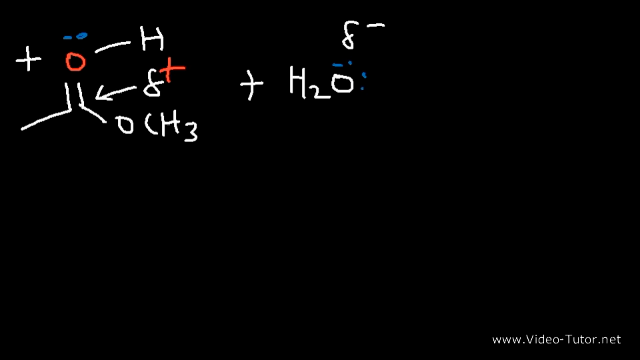 δ−
+ O H
δ+ + H2O
OCH3
www.Video-Tutor.net